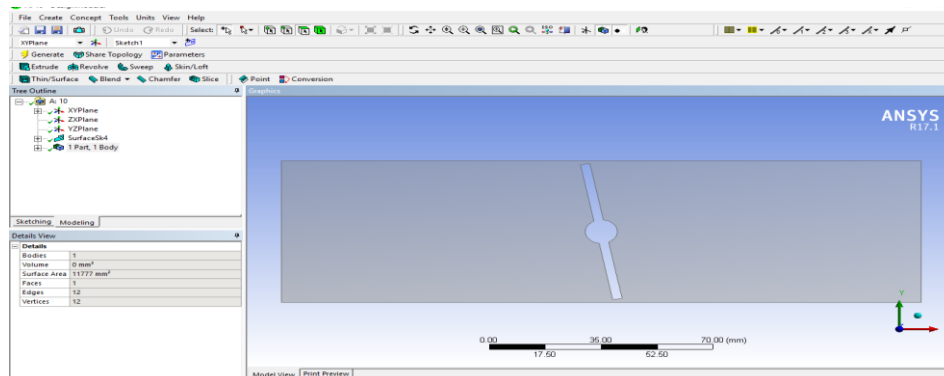 File Create Concept Tools Units View Help
Undo Redo Select:
XYPlane Sketch1
Generate Share Topology Parameters
Extrude Revolve Sweep Skin/Loft
Thin/Surface Blend Chamfer Slice Point Conversion
Tree Outline
Graphics
A: 10
XYPlane
ZXPlane
YZPlane
SurfaceSk4
1 Part, 1 Body
ANSYS
R17.1
Sketching Modeling
Details View
Details
Bodies 1
Volume 0 mm³
Surface Area 11777 mm²
Faces 1
Edges 12
Vertices 12
Y
0.00 35.00 70.00 (mm)
17.50 52.50
Model View Print Preview